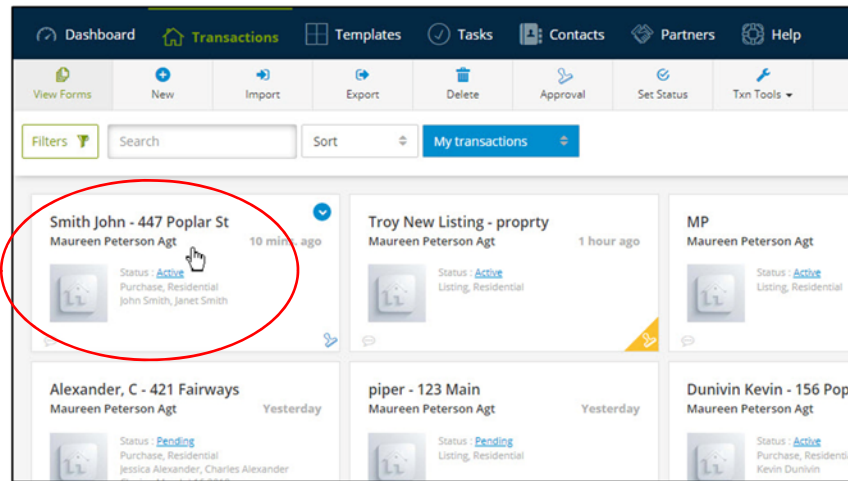 Dashboard Transactions Templates Tasks Contacts Partners Help
View Forms New Import Export Delete Approval Set Status Txn Tools
Filters Search Sort My transactions
Smith John - 447 Poplar St
Maureen Peterson Agt 10 mins. ago
Status : Active
Purchase, Residential
John Smith, Janet Smith
Troy New Listing - proprty
Maureen Peterson Agt 1 hour ago
Status : Active
Listing, Residential
MP
Maureen Peterson Agt
Status : Active
Listing, Residential
Alexander, C - 421 Fairways
Maureen Peterson Agt Yesterday
Status : Pending
Purchase, Residential
Jessica Alexander, Charles Alexander
piper - 123 Main
Maureen Peterson Agt Yesterday
Status : Pending
Listing, Residential
Dunivin Kevin - 156 Pop
Maureen Peterson Agt
Status : Active
Purchase, Residenti
Kevin Dunivin